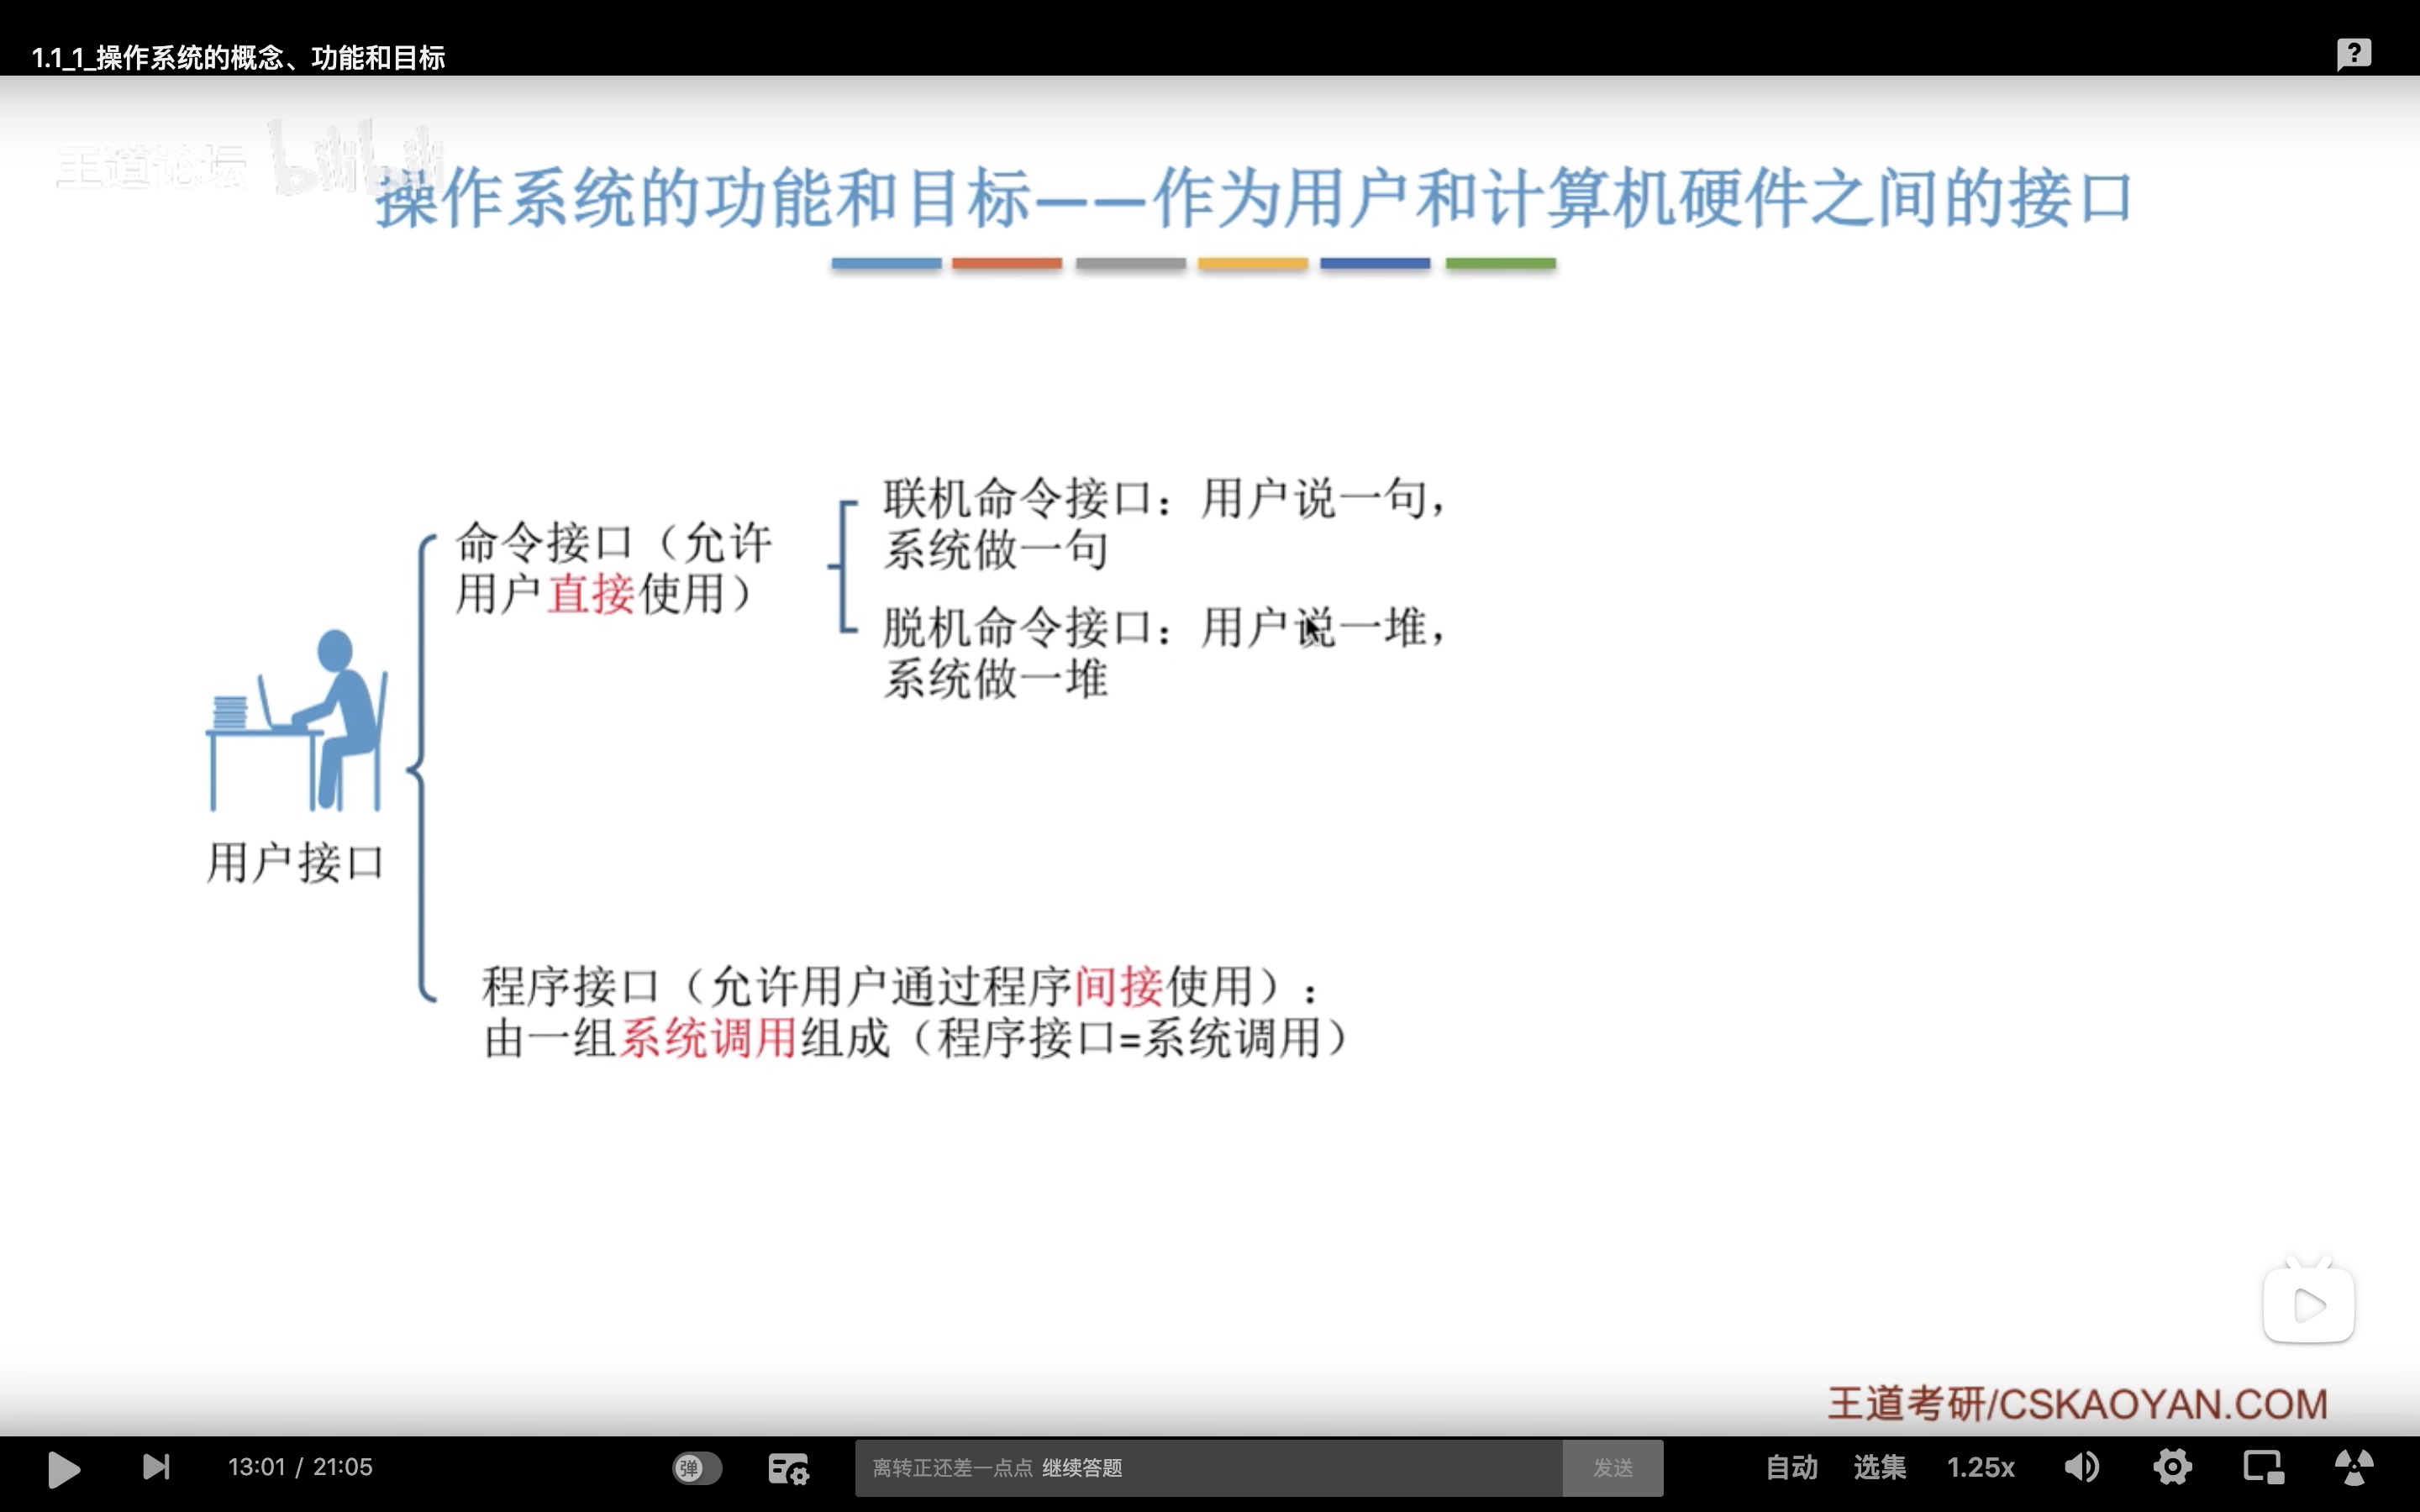 1.1_1_操作系统的概念、功能和目标
王道论坛 bilibili
操作系统的功能和目标——作为用户和计算机硬件之间的接口
联机命令接口：用户说一句，
系统做一句
命令接口（允许
用户直接使用）
脱机命令接口：用户说一堆，
系统做一堆
用户接口
程序接口（允许用户通过程序间接使用）：
由一组系统调用组成（程序接口=系统调用）
王道考研/CSKAOYAN.COM
13:01 / 21:05
弹
离转正还差一点点 继续答题
发送
自动
选集
1.25x